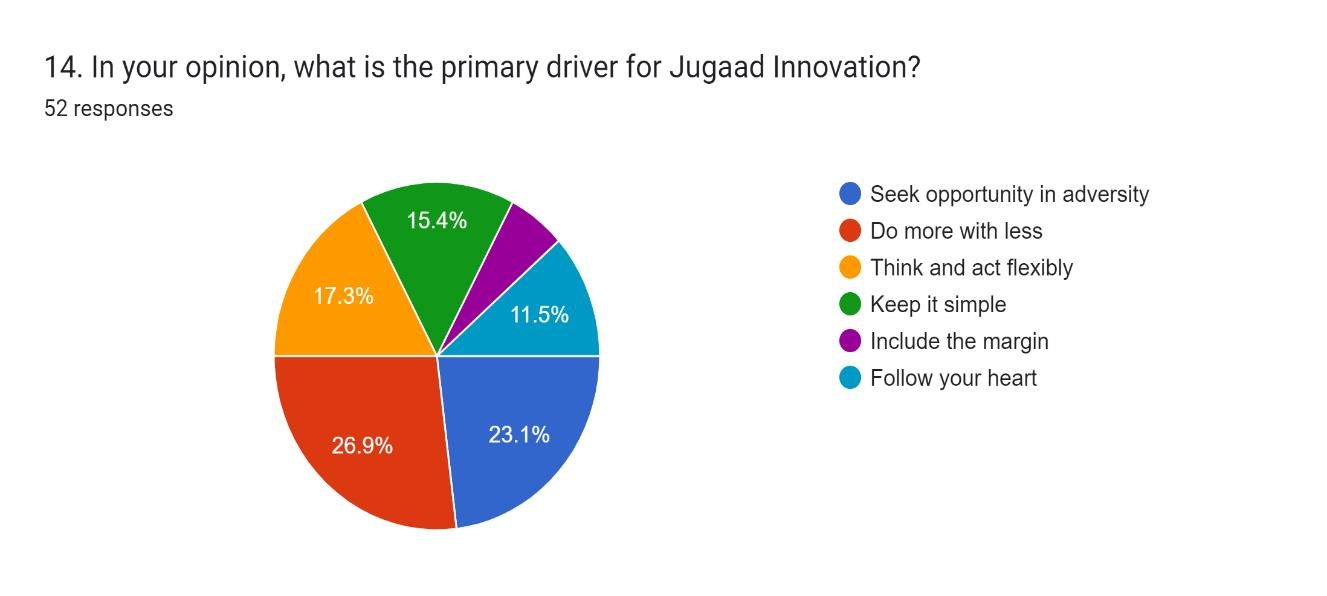 14. In your opinion, what is the primary driver for Jugaad Innovation?
52 responses
15.4%
17.3%
11.5%
26.9%
23.1%
Seek opportunity in adversity
Do more with less
Think and act flexibly
Keep it simple
Include the margin
Follow your heart